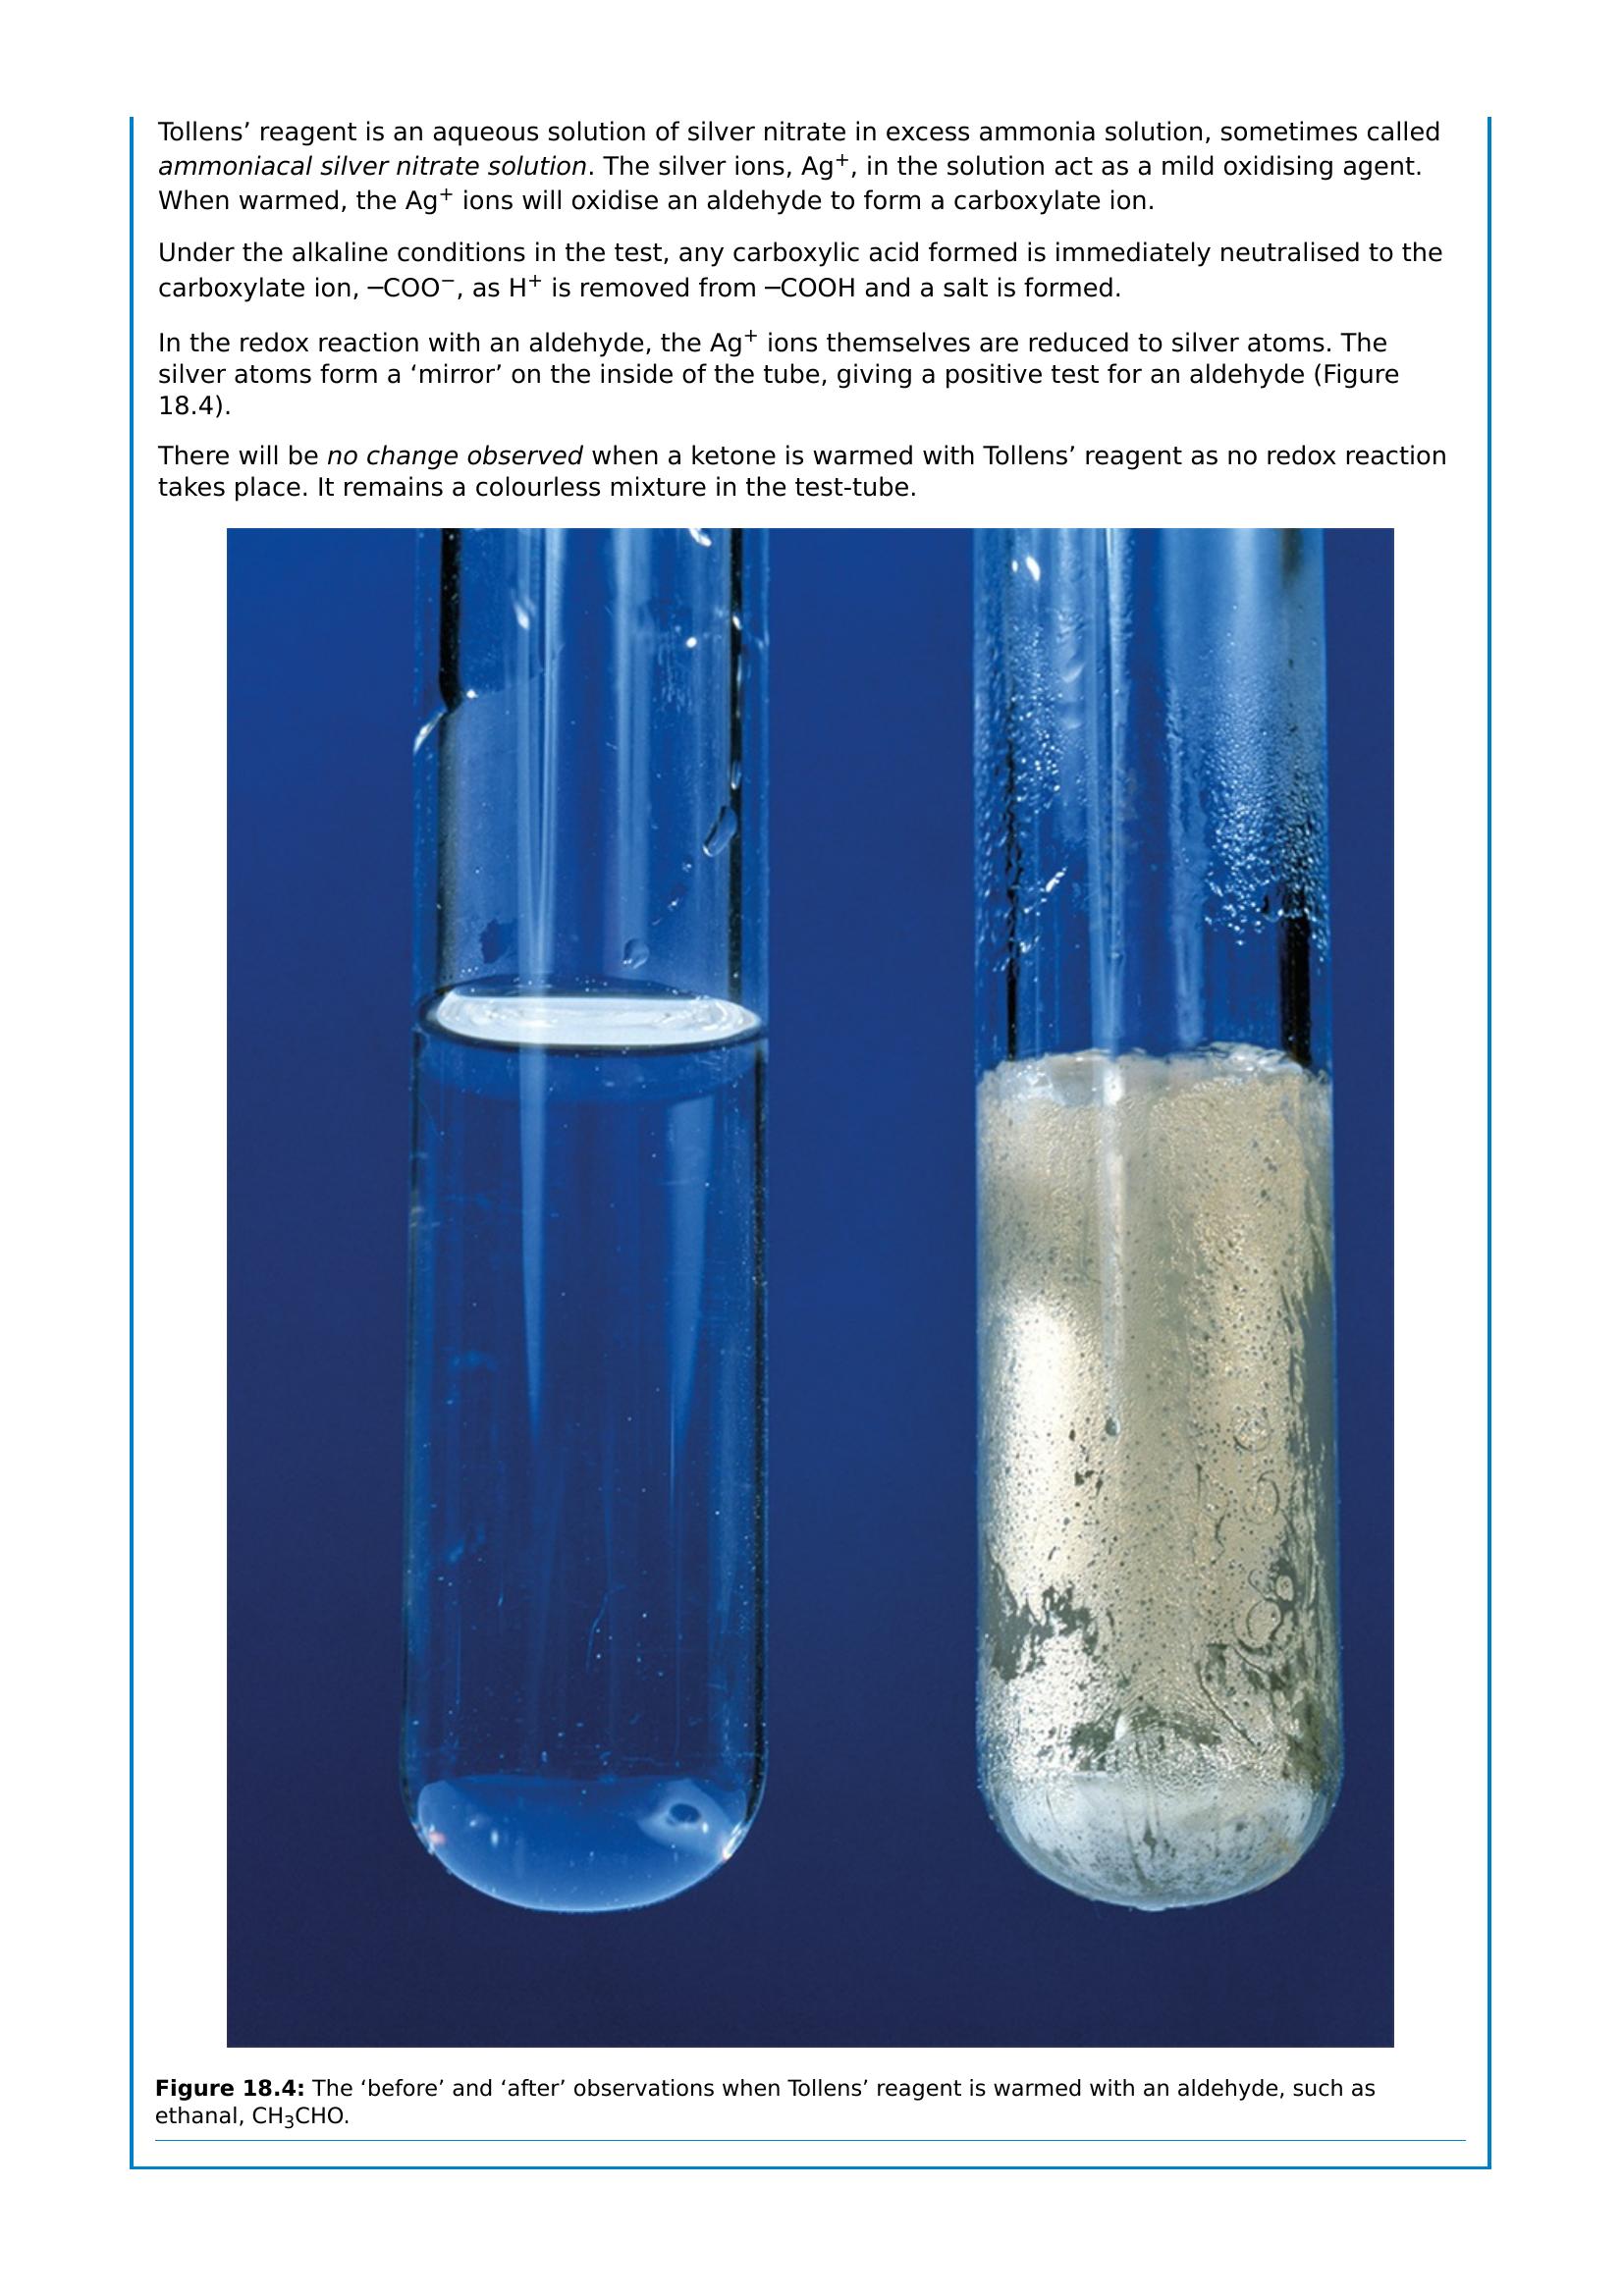 Tollens’ reagent is an aqueous solution of silver nitrate in excess ammonia solution, sometimes called
ammoniacal silver nitrate solution. The silver ions, Ag⁺, in the solution act as a mild oxidising agent.
When warmed, the Ag⁺ ions will oxidise an aldehyde to form a carboxylate ion.
Under the alkaline conditions in the test, any carboxylic acid formed is immediately neutralised to the
carboxylate ion, —COO⁻, as H⁺ is removed from —COOH and a salt is formed.
In the redox reaction with an aldehyde, the Ag⁺ ions themselves are reduced to silver atoms. The
silver atoms form a ‘mirror’ on the inside of the tube, giving a positive test for an aldehyde (Figure
18.4).
There will be no change observed when a ketone is warmed with Tollens’ reagent as no redox reaction
takes place. It remains a colourless mixture in the test-tube.
Figure 18.4: The ‘before’ and ‘after’ observations when Tollens’ reagent is warmed with an aldehyde, such as
ethanal, CH₃CHO.